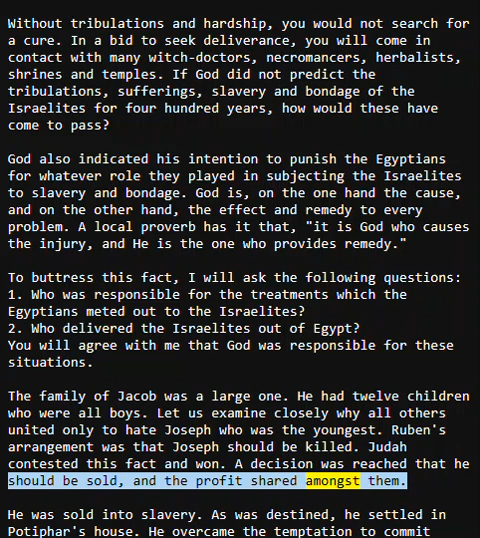 Without tribulations and hardship, you would not search for
a cure. In a bid to seek deliverance, you will come in
contact with many witch-doctors, necromancers, herbalists,
shrines and temples. If God did not predict the
tribulations, sufferings, slavery and bondage of the
Israelites for four hundred years, how would these have
come to pass?
God also indicated his intention to punish the Egyptians
for whatever role they played in subjecting the Israelites
to slavery and bondage. God is, on the one hand the cause,
and on the other hand, the effect and remedy to every
problem. A local proverb has it that, "it is God who causes
the injury, and He is the one who provides remedy."
To buttress this fact, I will ask the following questions:
1. Who was responsible for the treatments which the
Egyptians meted out to the Israelites?
2. Who delivered the Israelites out of Egypt?
You will agree with me that God was responsible for these
situations.
The family of Jacob was a large one. He had twelve children
who were all boys. Let us examine closely why all others
united only to hate Joseph who was the youngest. Ruben's
arrangement was that Joseph should be killed. Judah
contested this fact and won. A decision was reached that he
should be sold, and the profit shared amongst them.
He was sold into slavery. As was destined, he settled in
Potiphar's house. He overcame the temptation to commit